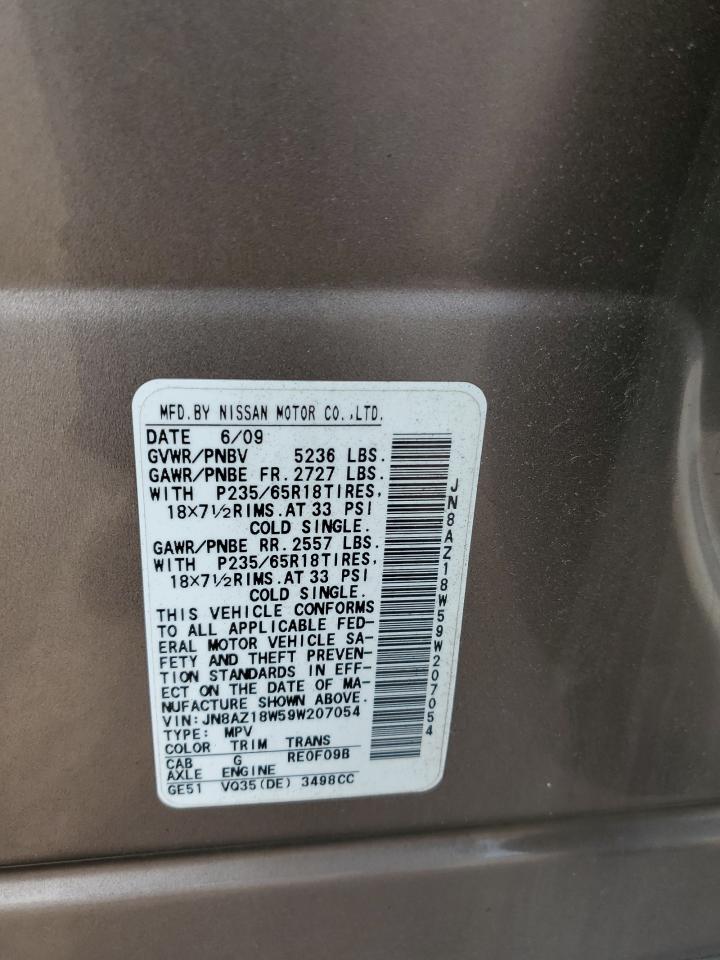 MFD.BY NISSAN MOTOR CO.,LTD.
DATE 6/09
GVWR/PNBV 5236 LBS.
GAWR/PNBE FR.2727 LBS.
WITH P235/65R18TIRES,
18×7½RIMS.AT 33 PSI
COLD SINGLE.
GAWR/PNBE RR.2557 LBS.
WITH P235/65R18TIRES,
18×7½RIMS.AT 33 PSI
COLD SINGLE.
THIS VEHICLE CONFORMS
TO ALL APPLICABLE FED-
ERAL MOTOR VEHICLE SA-
FETY AND THEFT PREVEN-
TION STANDARDS IN EFF-
ECT ON THE DATE OF MA-
NUFACTURE SHOWN ABOVE.
VIN:JN8AZ18W59W207054
TYPE: MPV
COLOR TRIM TRANS
CAB G RE0F09B
AXLE ENGINE
GE51 VQ35(DE) 3498CC
JN8AZ18W59W207054